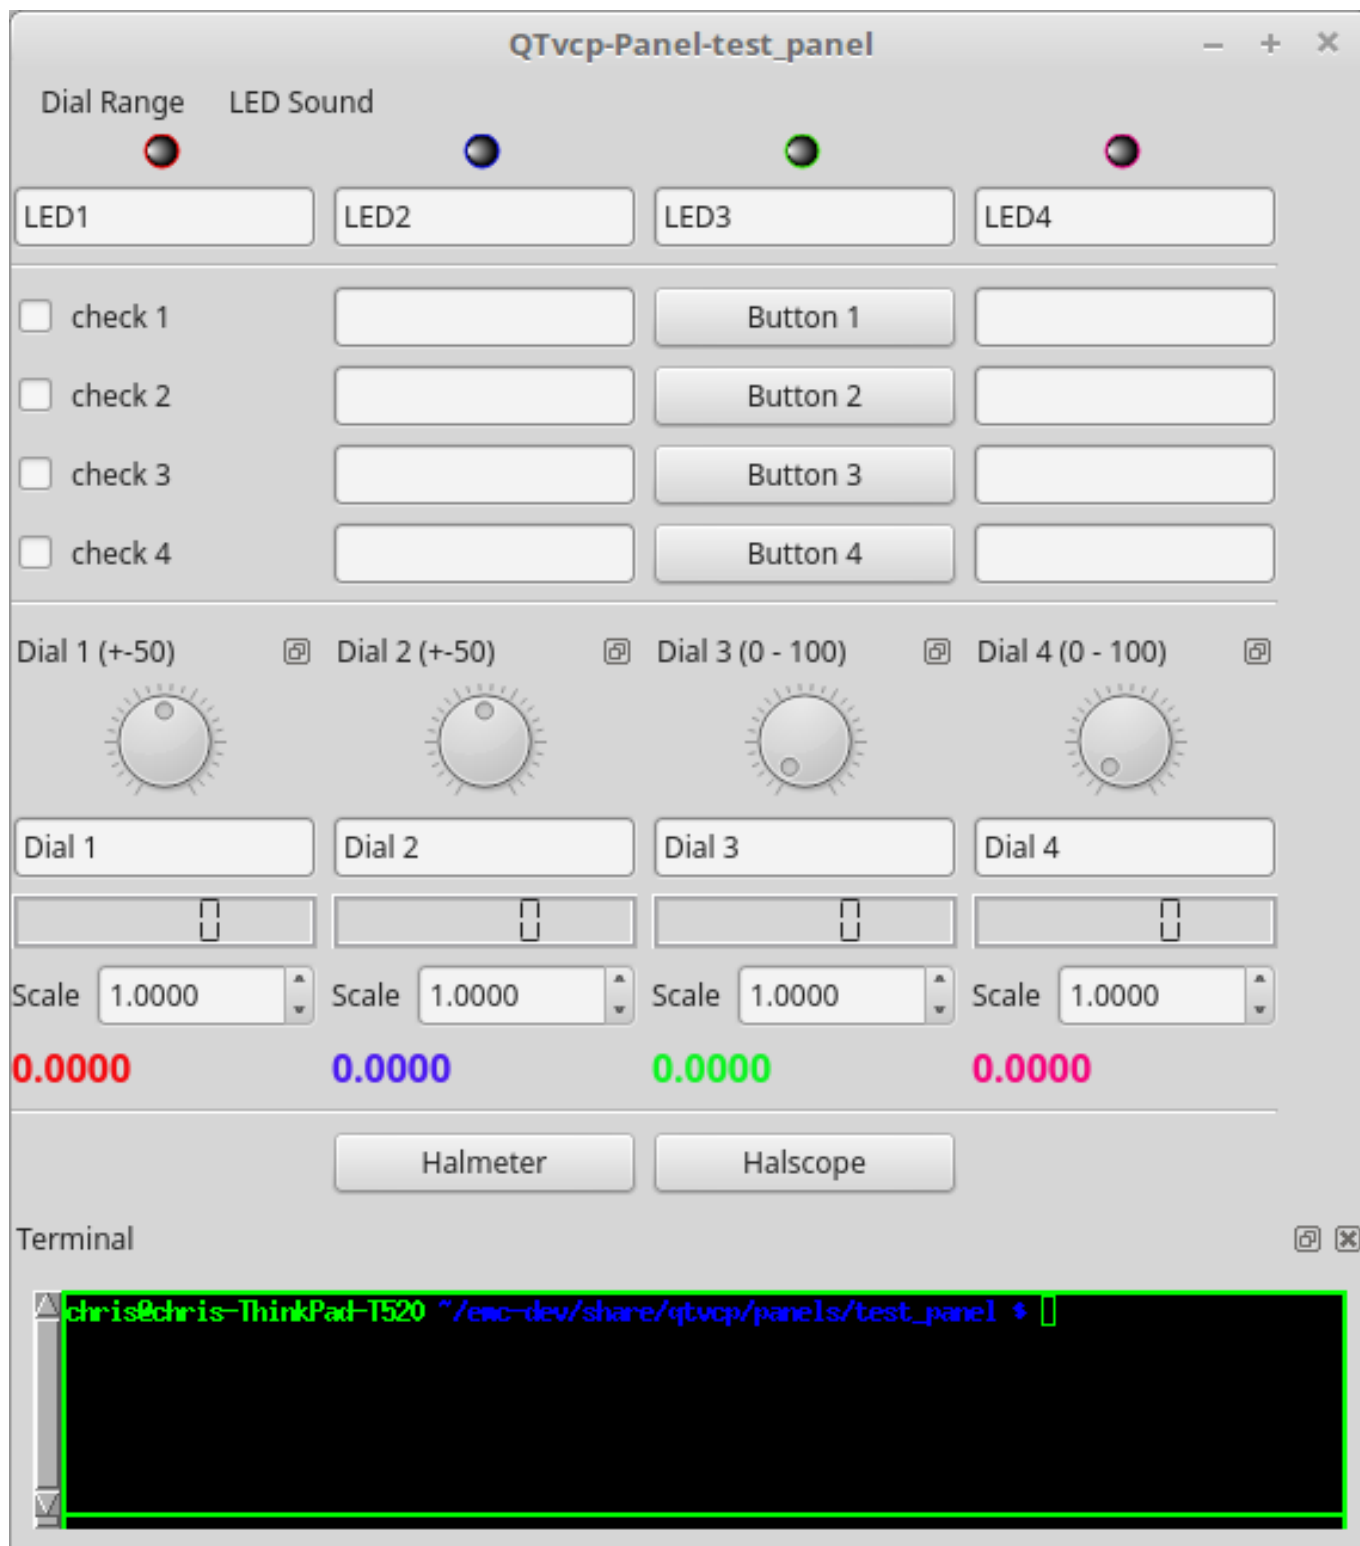 QTvcp-Panel-test_panel
Dial Range LED Sound
LED1 LED2 LED3 LED4
check 1 Button 1
check 2 Button 2
check 3 Button 3
check 4 Button 4
Dial 1 (+-50) Dial 2 (+-50) Dial 3 (0 - 100) Dial 4 (0 - 100)
Dial 1 Dial 2 Dial 3 Dial 4
0 0 0 0
Scale 1.0000 Scale 1.0000 Scale 1.0000 Scale 1.0000
0.0000 0.0000 0.0000 0.0000
Halmeter Halscope
Terminal
chris@chris-ThinkPad-T520 ~/emc-dev/share/qtvcp/panels/test_panel $